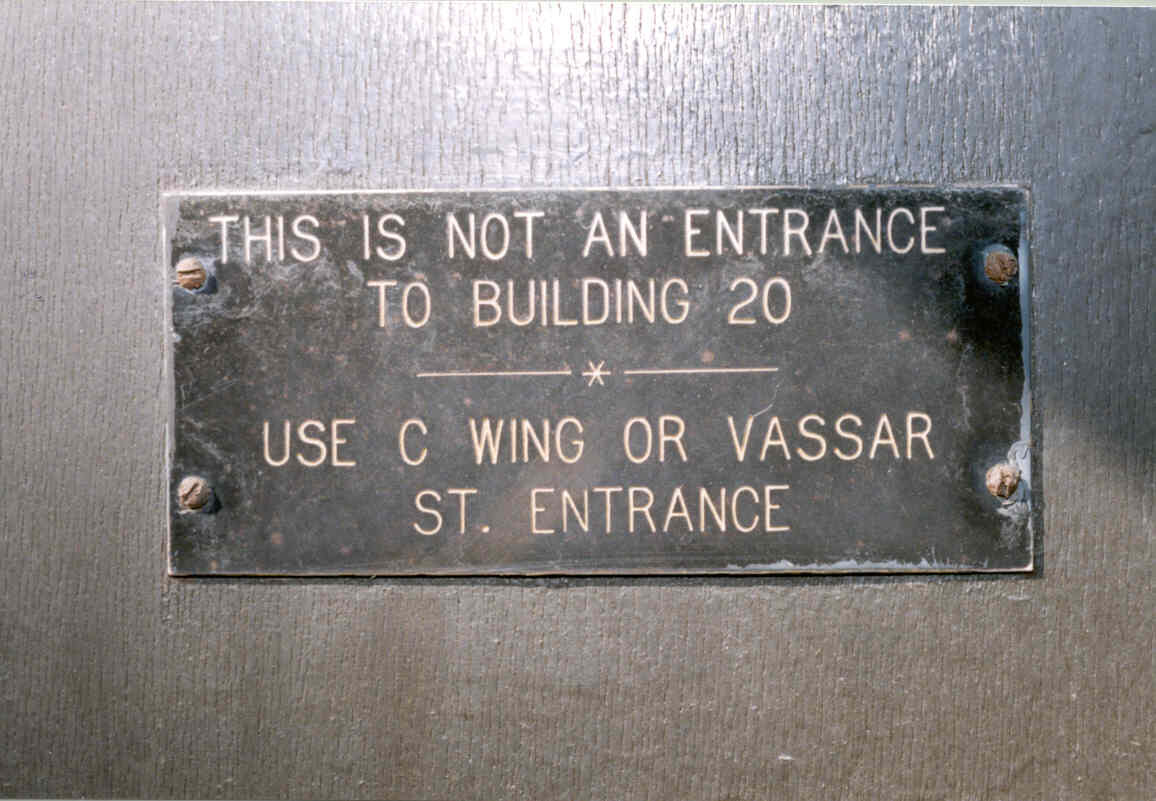 THIS IS NOT AN ENTRANCE
TO BUILDING 20
*
USE C WING OR VASSAR
ST. ENTRANCE